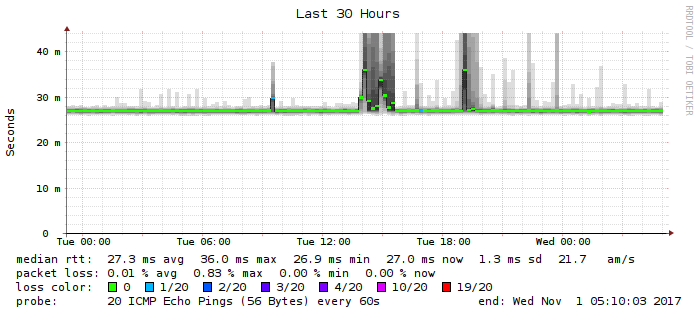 Last 30 Hours
RRDTOOL / TOBI OETIKER
Seconds
40 m
30 m
20 m
10 m
0
Tue 00:00 Tue 06:00 Tue 12:00 Tue 18:00 Wed 00:00
median rtt: 27.3 ms avg 36.0 ms max 26.9 ms min 27.0 ms now 1.3 ms sd 21.7 am/s
packet loss: 0.01 % avg 0.83 % max 0.00 % min 0.00 % now
loss color: 0 1/20 2/20 3/20 4/20 10/20 19/20
probe: 20 ICMP Echo Pings (56 Bytes) every 60s end: Wed Nov 1 05:10:03 2017